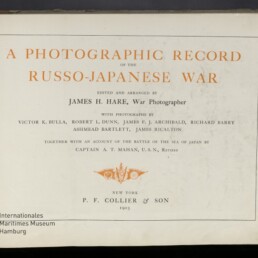 A PHOTOGRAPHIC RECORD
OF THE
RUSSO-JAPANESE WAR
EDITED AND ARRANGED BY
JAMES H. HARE, War Photographer
WITH PHOTOGRAPHS BY
VICTOR K. BULLA, ROBERT L. DUNN, JAMES F. J. ARCHIBALD, RICHARD BARRY
ASHMEAD BARTLETT, JAMES RICALTON
TOGETHER WITH AN ACCOUNT OF THE BATTLE OF THE SEA OF JAPAN BY
CAPTAIN A. T. MAHAN, U.S.N., Retired
NEW YORK
P. F. COLLIER & SON
1905
Internationales
Maritimes Museum
Hamburg